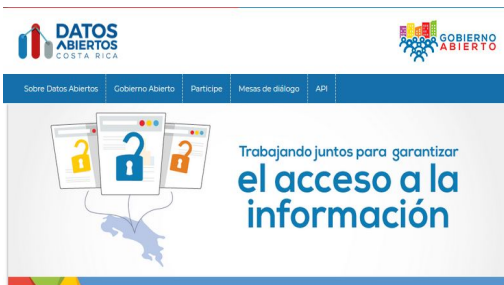 DATOS
ABIERTOS
COSTA RICA
GOBIERNO
ABIERTO
Sobre Datos Abiertos Gobierno Abierto Participe Mesas de diálogo API
Trabajando juntos para garantizar
el acceso a la
información